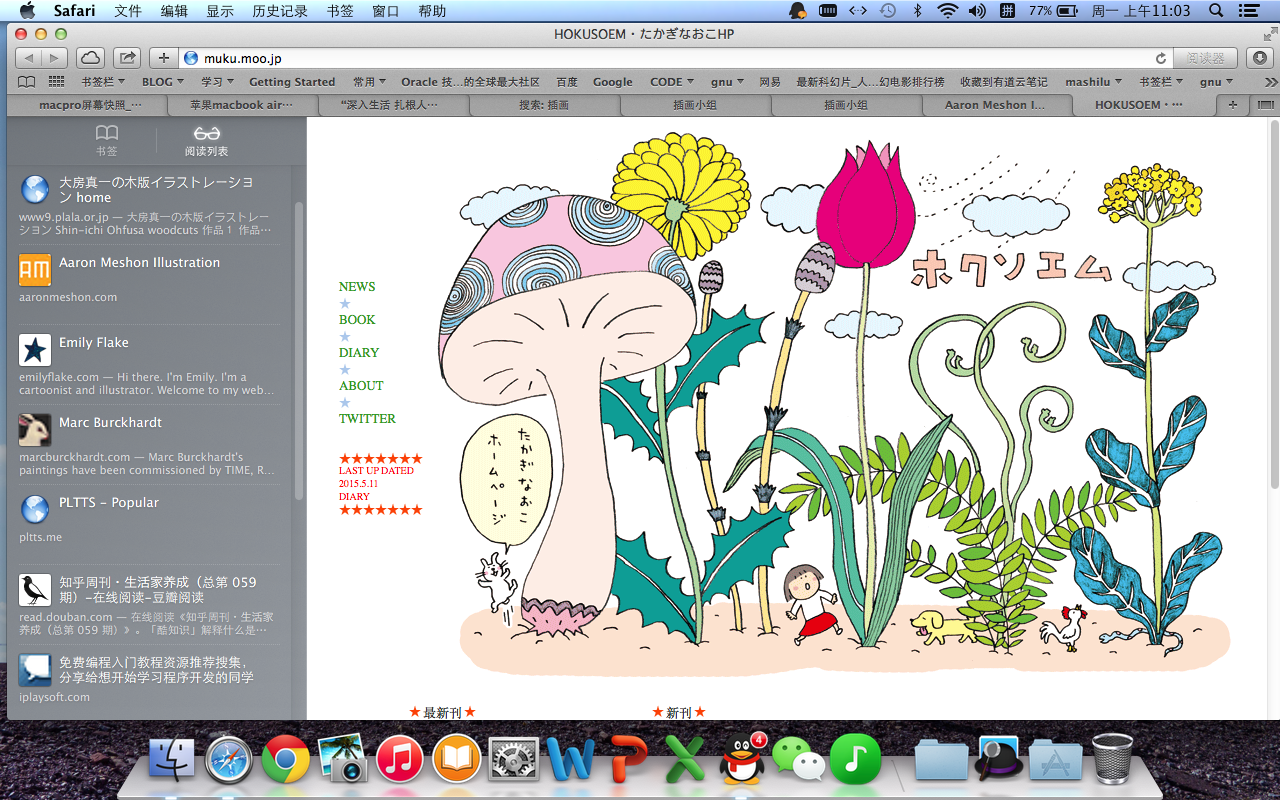 Safari 文件 编辑 显示 历史记录 书签 窗口 帮助 拼 77% 周一 上午11:03
HOKUSOEM・たかぎなおこHP
muku.moo.jp 阅读器
书签栏 BLOG 学习 Getting Started 常用 Oracle 技…的全球最大社区 百度 Google CODE gnu 网易 最新科幻片_人…幻电影排行榜 收藏到有道云笔记 mashilu 书签栏 gnu
macpro屏幕快照_… 苹果macbook air… “深入生活 扎根人… 搜索: 插画 插画小组 插画小组 Aaron Meshon I… HOKUSOEM・…
书签 阅读列表
大房真一の木版イラストレーショ
ン home
www9.plala.or.jp — 大房真一の木版イラストレー
ション Shin-ichi Ohfusa woodcuts 作品 1 作品…
AM
Aaron Meshon Illustration
aaronmeshon.com
Emily Flake
emilyflake.com — Hi there. I'm Emily. I'm a
cartoonist and illustrator. Welcome to my web…
Marc Burckhardt
marcburckhardt.com — Marc Burckhardt's
paintings have been commissioned by TIME, R…
PLTTS - Popular
pltts.me
知乎周刊・生活家养成（总第 059
期）-在线阅读-豆瓣阅读
read.douban.com — 在线阅读《知乎周刊・生活家
养成（总第 059 期）》。「酷知识」解释什么是…
免费编程入门教程资源推荐搜集，
分享给想开始学习程序开发的同学
iplaysoft.com
NEWS
★
BOOK
★
DIARY
★
ABOUT
★
TWITTER
★★★★★★★
LAST UP DATED
2015.5.11
DIARY
★★★★★★★
ホクソエム
たかぎなおこ
ホームページ
★最新刊★ ★新刊★
4